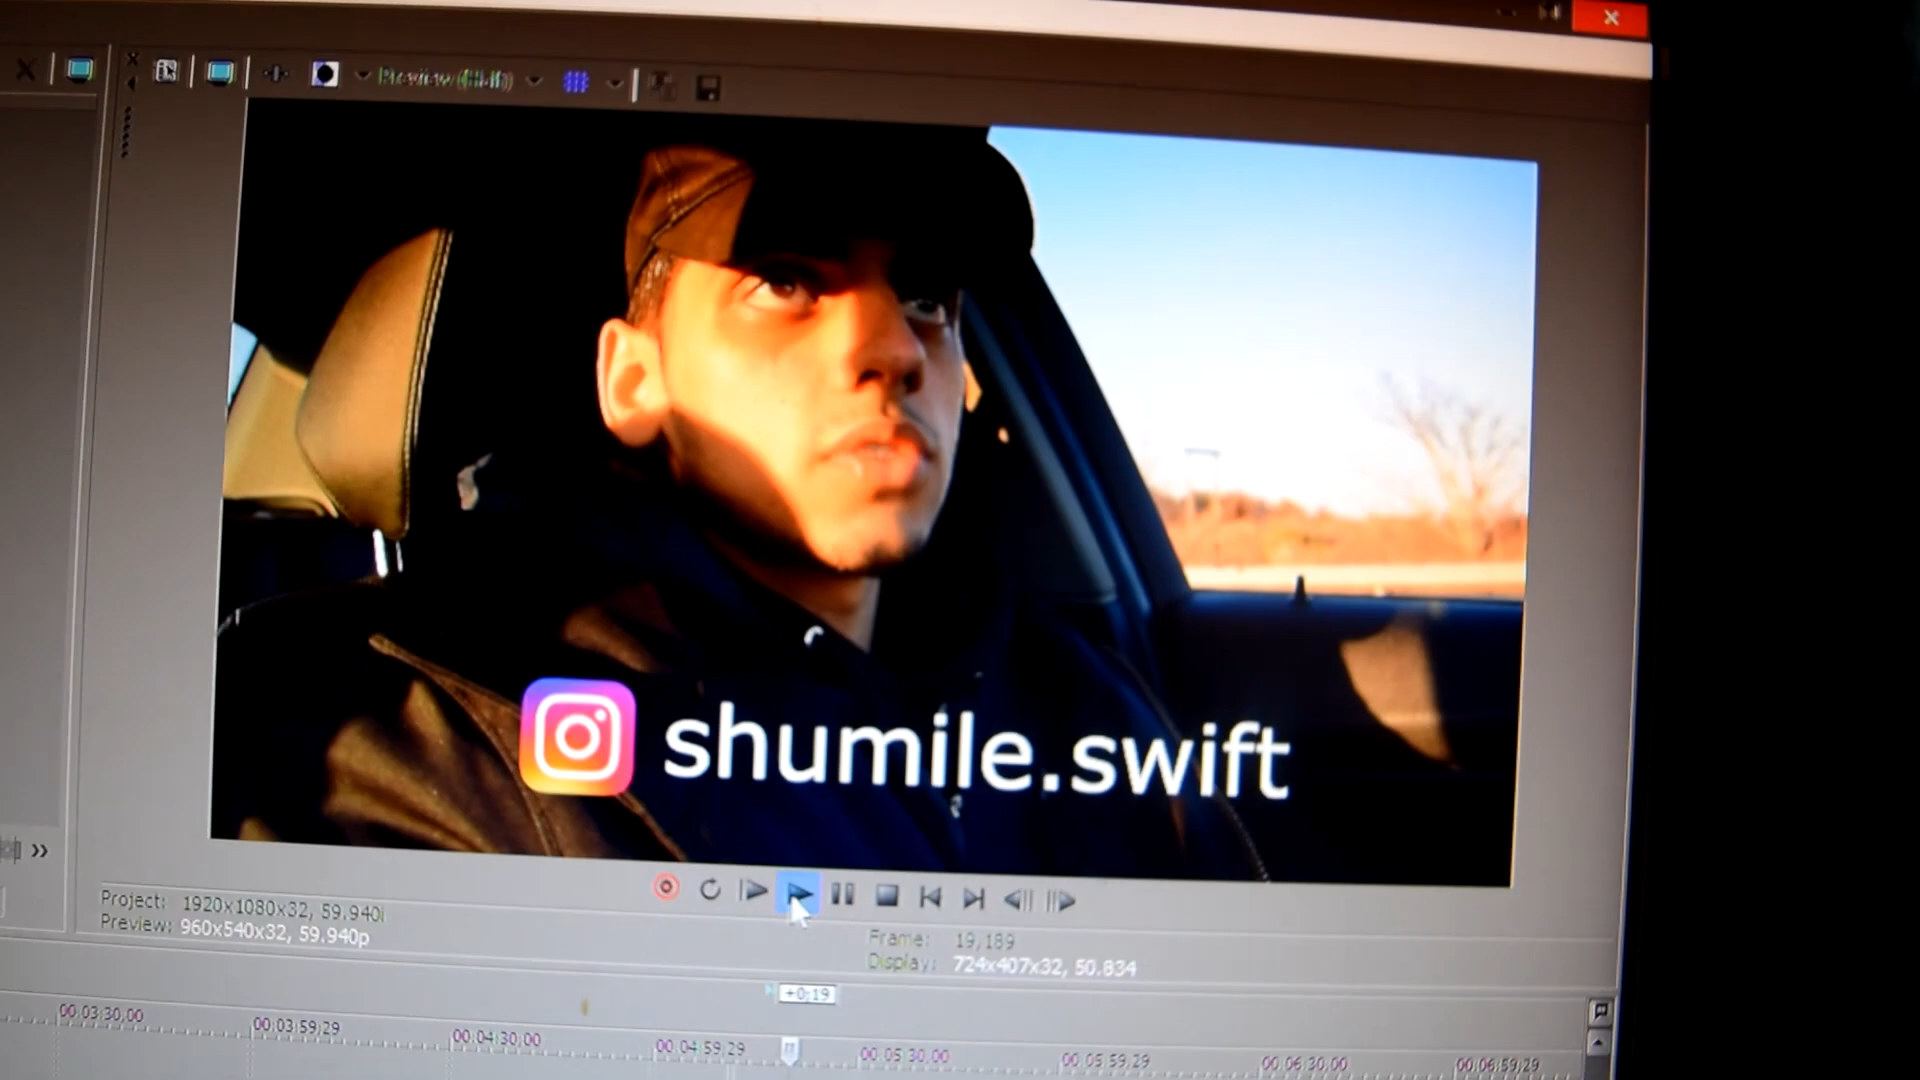 Preview (Half)
shumile.swift
Project: 1920x1080x32, 59.940i
Preview: 960x540x32, 59.940p
Frame: 19,189
Display: 724x407x32, 50.834
+0;19
00;03;30;00 00;03;59;29 00;04;30;00 00;04;59;29 00;05;30;00 00;05;59;29 00;06;30;00 00;06;59;29